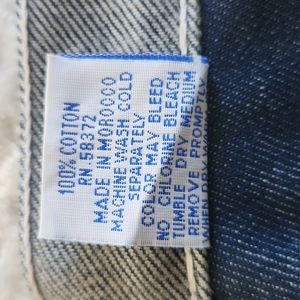 100% COTTON
RN 58372
MADE IN MOROCCO
MACHINE WASH COLD
SEPARATELY
COLOR MAY BLEED
NO CHLORINE BLEACH
TUMBLE DRY MEDIUM
REMOVE PROMPTLY